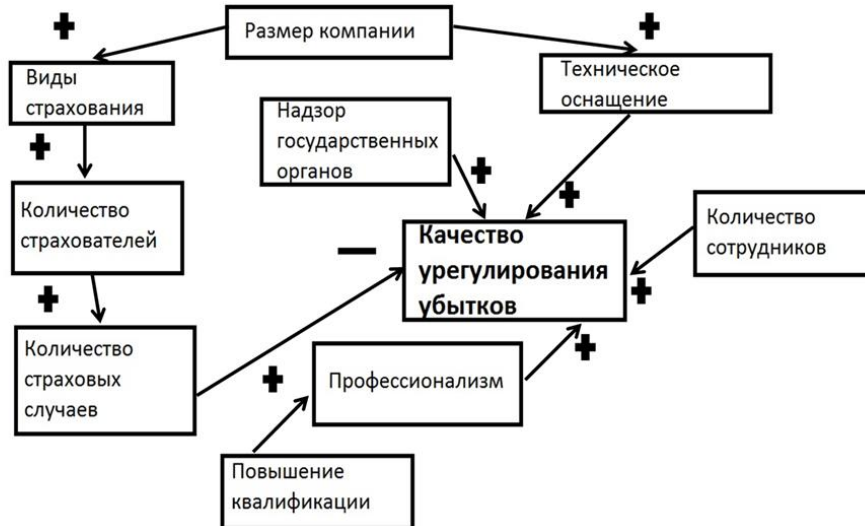 Размер компании
Виды
страхования
Техническое
оснащение
Надзор
государственных
органов
Количество
страхователей
Качество
урегулирования
убытков
Количество
сотрудников
Количество
страховых
случаев
Профессионализм
Повышение
квалификации